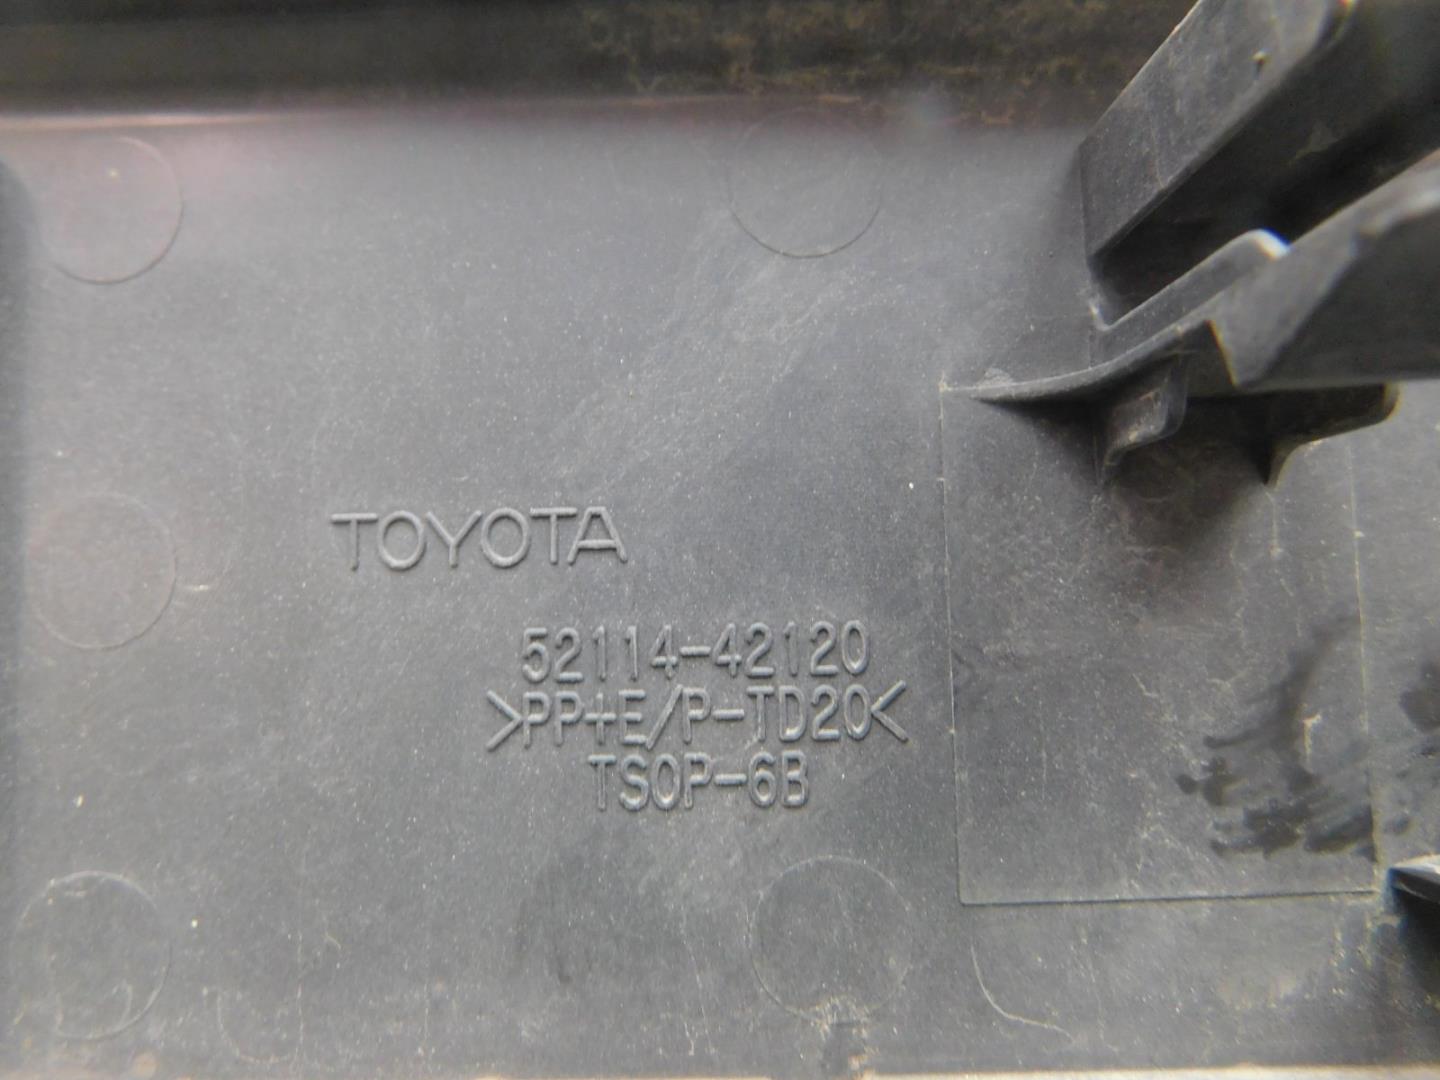 TOYOTA
52114-42120
>PP+E/P-TD20<
TSOP-6B